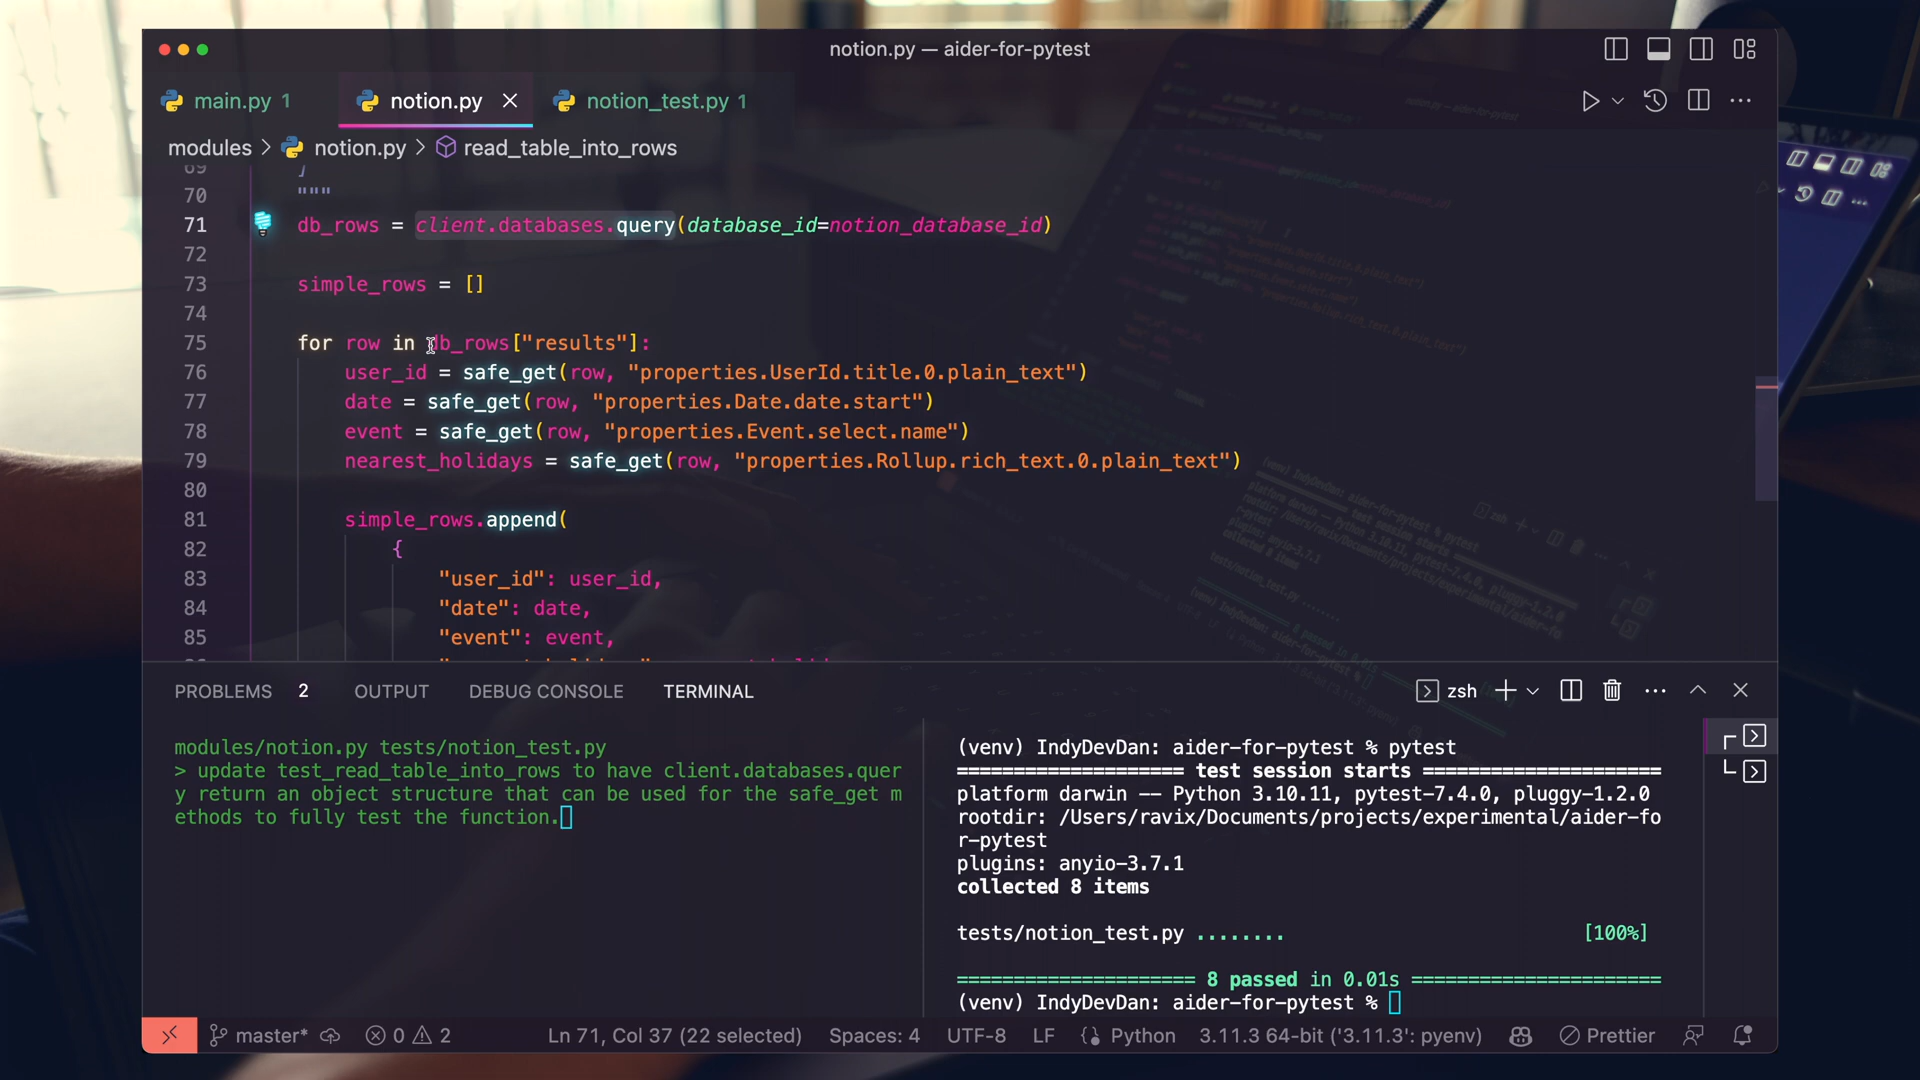 notion.py — aider-for-pytest
main.py 1
notion.py
notion_test.py 1
modules > notion.py > read_table_into_rows
69 ]
70 """
71 db_rows = client.databases.query(database_id=notion_database_id)
72
73 simple_rows = []
74
75 for row in db_rows["results"]:
76 user_id = safe_get(row, "properties.UserId.title.0.plain_text")
77 date = safe_get(row, "properties.Date.date.start")
78 event = safe_get(row, "properties.Event.select.name")
79 nearest_holidays = safe_get(row, "properties.Rollup.rich_text.0.plain_text")
80
81 simple_rows.append(
82 {
83 "user_id": user_id,
84 "date": date,
85 "event": event,
PROBLEMS 2 OUTPUT DEBUG CONSOLE TERMINAL
zsh
modules/notion.py tests/notion_test.py
> update test_read_table_into_rows to have client.databases.quer
y return an object structure that can be used for the safe_get m
ethods to fully test the function.
(venv) IndyDevDan: aider-for-pytest % pytest
==================== test session starts =====================
platform darwin -- Python 3.10.11, pytest-7.4.0, pluggy-1.2.0
rootdir: /Users/ravix/Documents/projects/experimental/aider-fo
r-pytest
plugins: anyio-3.7.1
collected 8 items
tests/notion_test.py ........ [100%]
===================== 8 passed in 0.01s ======================
(venv) IndyDevDan: aider-for-pytest %
master* 0 2
Ln 71, Col 37 (22 selected)
Spaces: 4
UTF-8
LF
Python
3.11.3 64-bit ('3.11.3': pyenv)
Prettier